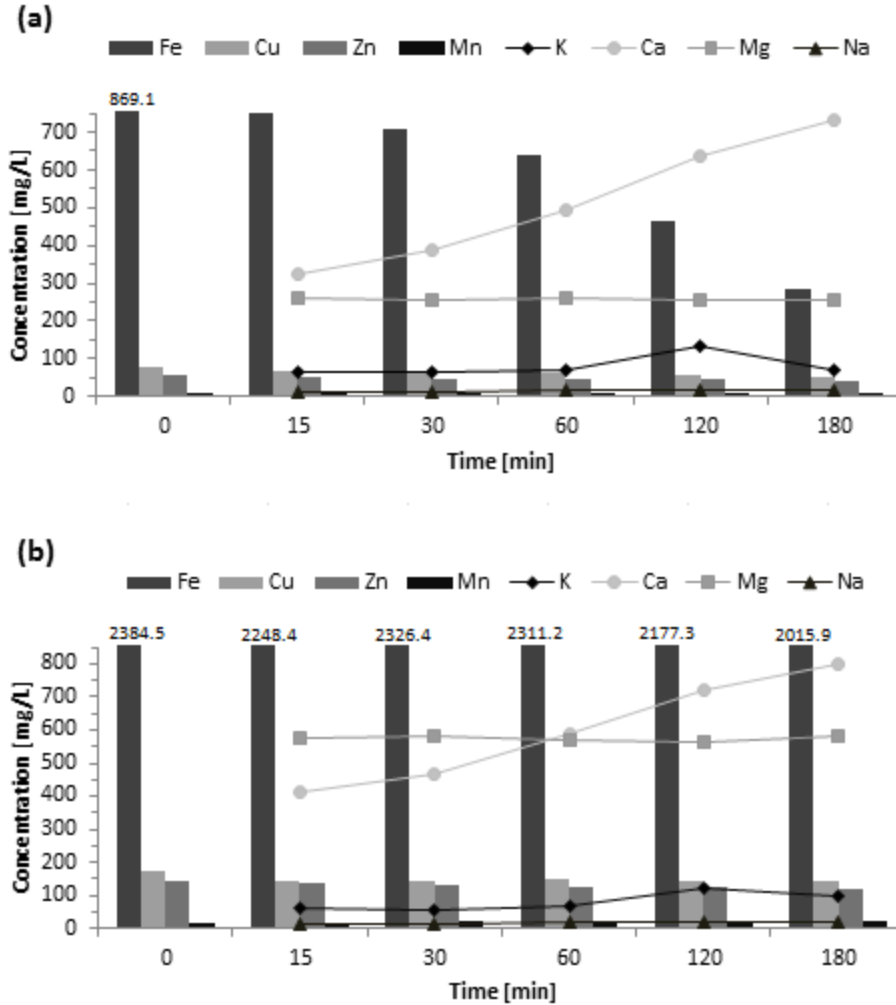 (a)
Fe Cu Zn Mn K Ca Mg Na
869.1
700
600
500
400
300
200
100
0
Concentration [mg/L]
0 15 30 60 120 180
Time [min]
(b)
Fe Cu Zn Mn K Ca Mg Na
2384.5 2248.4 2326.4 2311.2 2177.3 2015.9
800
700
600
500
400
300
200
100
0
Concentration [mg/L]
0 15 30 60 120 180
Time [min]